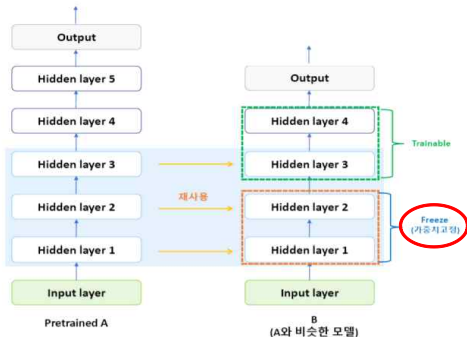 Output
Hidden layer 5
Hidden layer 4
Hidden layer 3
Hidden layer 2
Hidden layer 1
Input layer
Pretrained A
재사용
Output
Hidden layer 4
Hidden layer 3
Hidden layer 2
Hidden layer 1
Input layer
B
(A와 비슷한 모델)
Trainable
Freeze
(가중치고정)